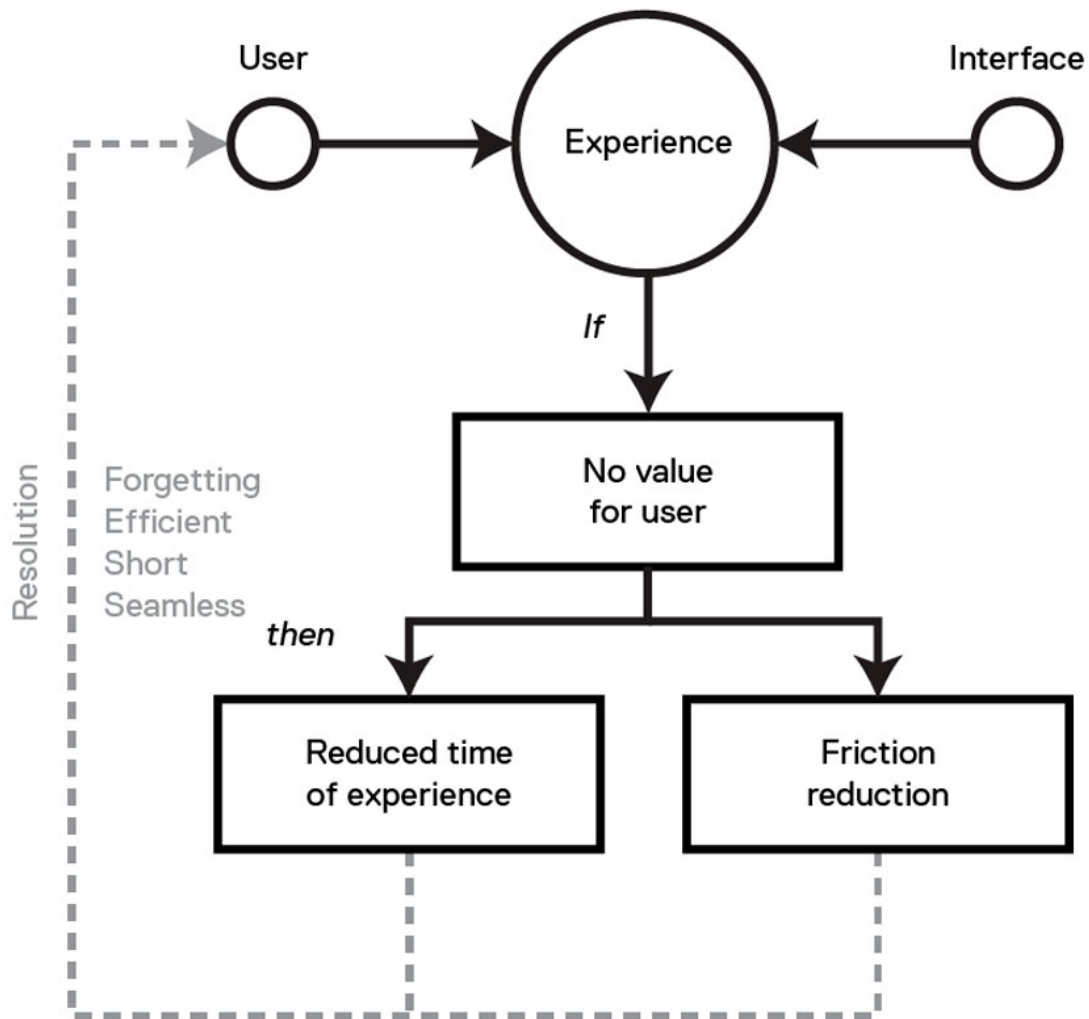 User
Interface
Experience
If
No value
for user
Resolution
Forgetting
Efficient
Short
Seamless
then
Reduced time
of experience
Friction
reduction